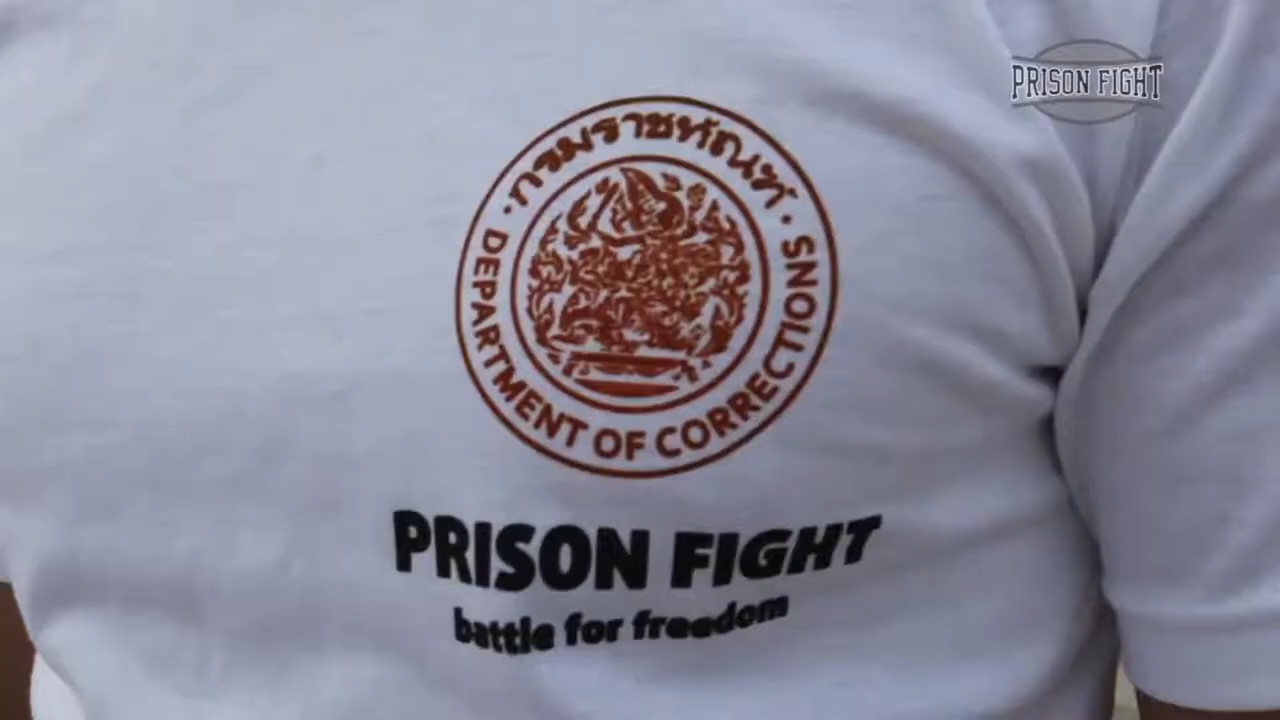 PRISON FIGHT
· กรมราชทัณฑ์ ·
DEPARTMENT OF CORRECTIONS
PRISON FIGHT
battle for freedom